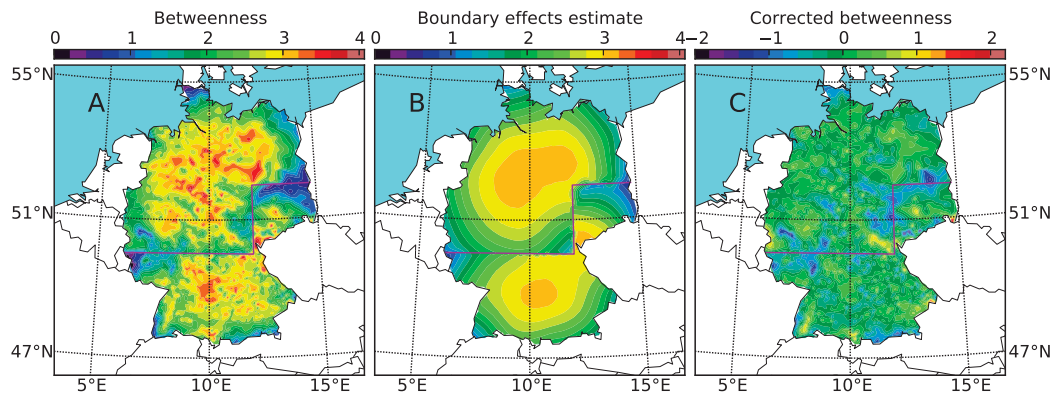 Betweenness Boundary effects estimate Corrected betweenness
0 1 2 3 4 0 1 2 3 4 −2 −1 0 1 2
55°N A B C 55°N
51°N 51°N
47°N 47°N
5°E 10°E 15°E 5°E 10°E 15°E 5°E 10°E 15°E